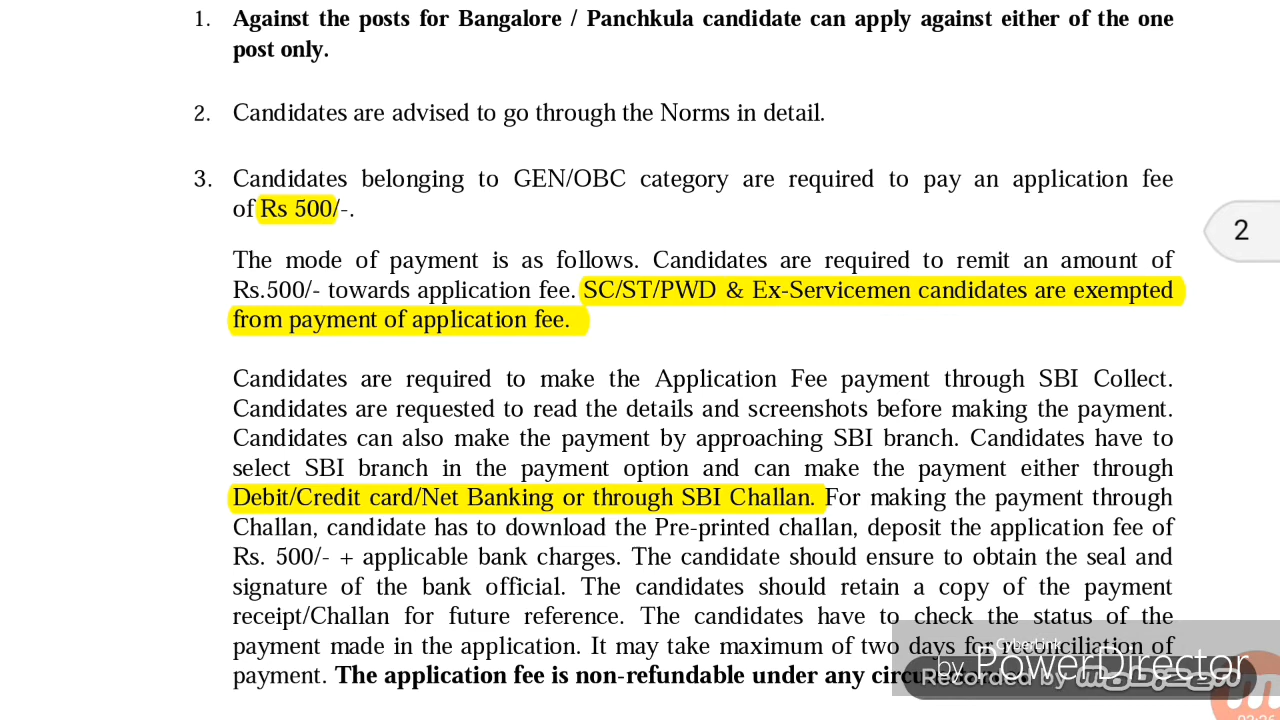 1. Against the posts for Bangalore / Panchkula candidate can apply against either of the one
post only.
2. Candidates are advised to go through the Norms in detail.
3. Candidates belonging to GEN/OBC category are required to pay an application fee
of Rs 500/-.
2
The mode of payment is as follows. Candidates are required to remit an amount of
Rs.500/- towards application fee. SC/ST/PWD & Ex-Servicemen candidates are exempted
from payment of application fee.
Candidates are required to make the Application Fee payment through SBI Collect.
Candidates are requested to read the details and screenshots before making the payment.
Candidates can also make the payment by approaching SBI branch. Candidates have to
select SBI branch in the payment option and can make the payment either through
Debit/Credit card/Net Banking or through SBI Challan. For making the payment through
Challan, candidate has to download the Pre-printed challan, deposit the application fee of
Rs. 500/- + applicable bank charges. The candidate should ensure to obtain the seal and
signature of the bank official. The candidates should retain a copy of the payment
receipt/Challan for future reference. The candidates have to check the status of the
payment made in the application. It may take maximum of two days for reconciliation of
payment. The application fee is non-refundable under any
CyberLink
by PowerDirector
Recorded by